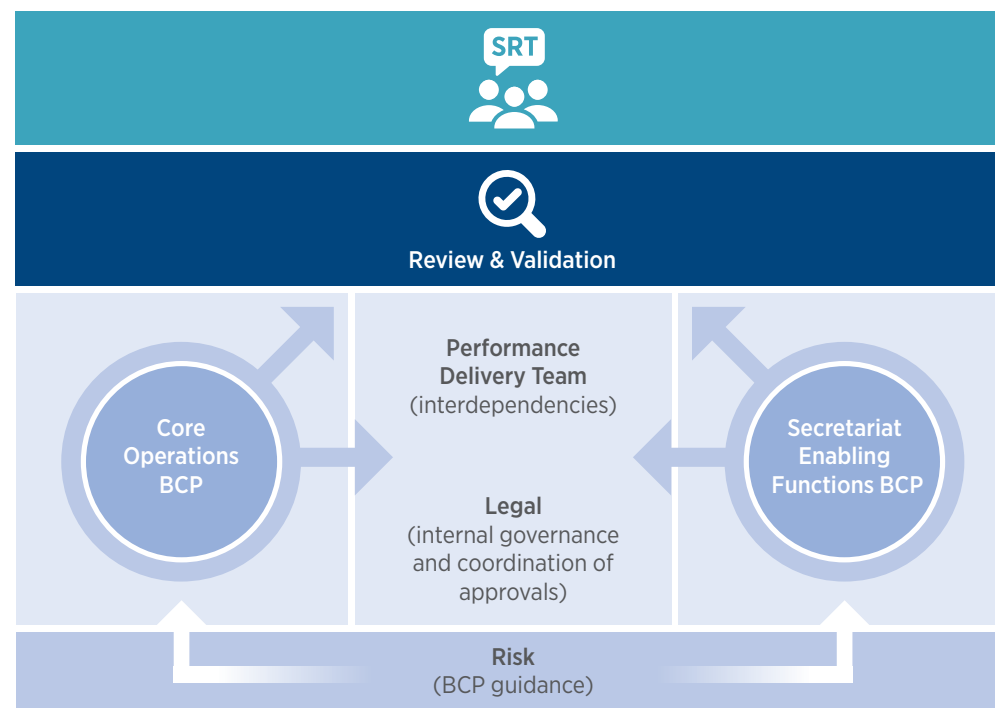 SRT
Review & Validation
Core
Operations
BCP
Performance
Delivery Team
(interdependencies)
Legal
(internal governance
and coordination of
approvals)
Secretariat
Enabling
Functions BCP
Risk
(BCP guidance)